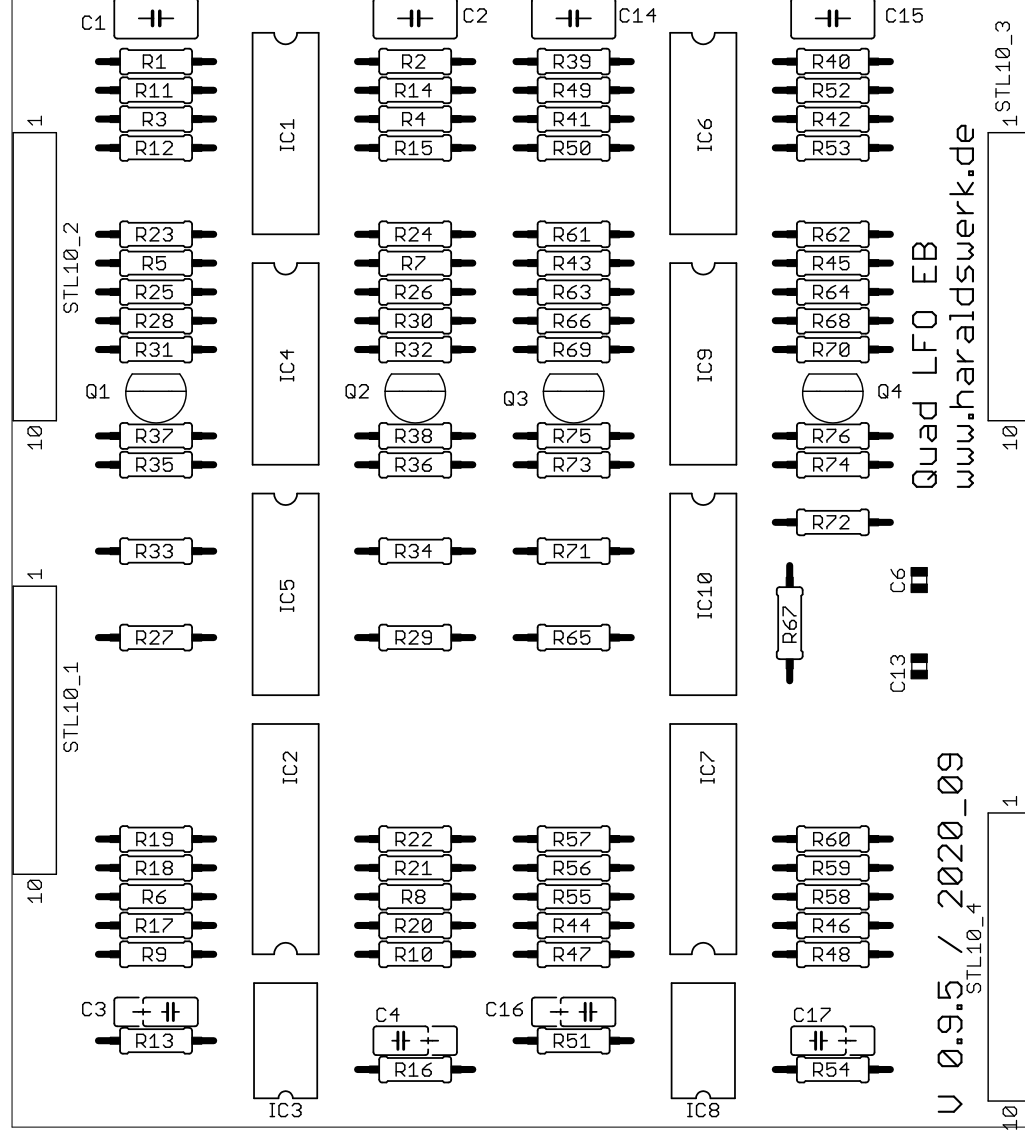 C1 C2 C14 C15
R1 R2 R39 R40
R11 R14 R49 R52
R3 R4 R41 R42
R12 R15 R50 R53
IC1 IC6
1 1
STL10_3
R23 R24 R61 R62
R5 R7 R43 R45
R25 R26 R63 R64
R28 R30 R66 R68
R31 R32 R69 R70
STL10_2
IC4 IC9
Q1 Q2 Q3 Q4
R37 R38 R75 R76
R35 R36 R73 R74
10 10
Quad LFO EB
www.haraldswerk.de
R72
R33 R34 R71
1
IC5 IC10
C6
R67
R27 R29 R65
C13
STL10_1
IC2 IC7
1
R19 R22 R57 R60
R18 R21 R56 R59
R6 R8 R55 R58
R17 R20 R44 R46
R9 R10 R47 R48
10
V 0.9.5 / 2020_09
STL10_4
C3 C4 C16 C17
R13 R51
R16 R54
IC3 IC8
10